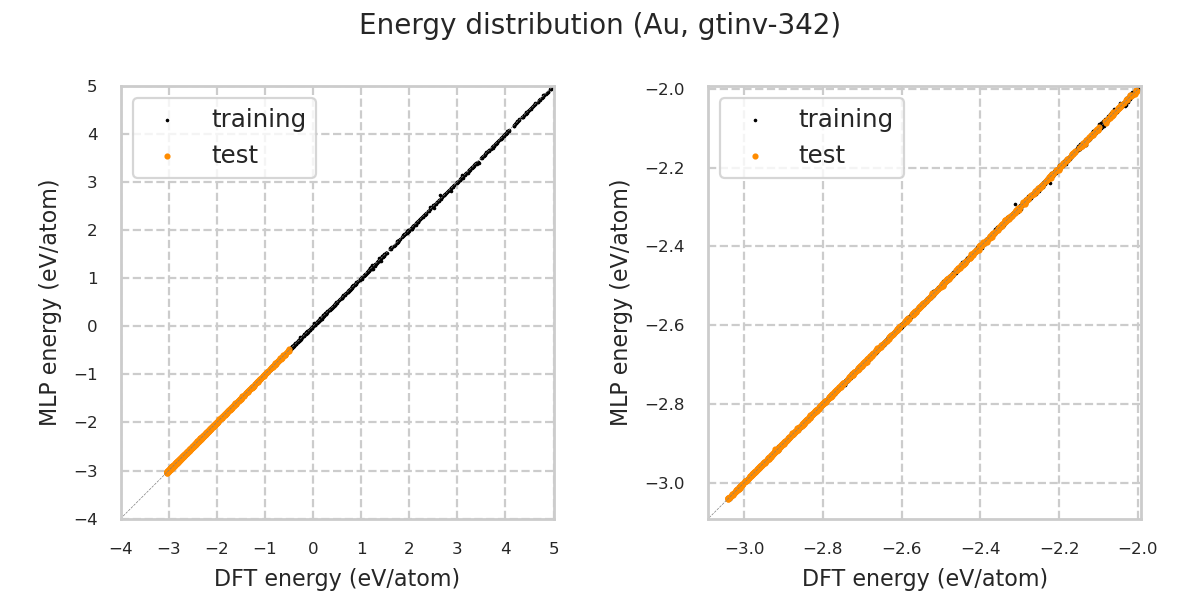 Energy distribution (Au, gtinv-342)
training
test
5
4
3
2
1
0
−1
−2
−3
−4
MLP energy (eV/atom)
−4 −3 −2 −1 0 1 2 3 4 5
DFT energy (eV/atom)
training
test
−2.0
−2.2
−2.4
−2.6
−2.8
−3.0
MLP energy (eV/atom)
−3.0 −2.8 −2.6 −2.4 −2.2 −2.0
DFT energy (eV/atom)